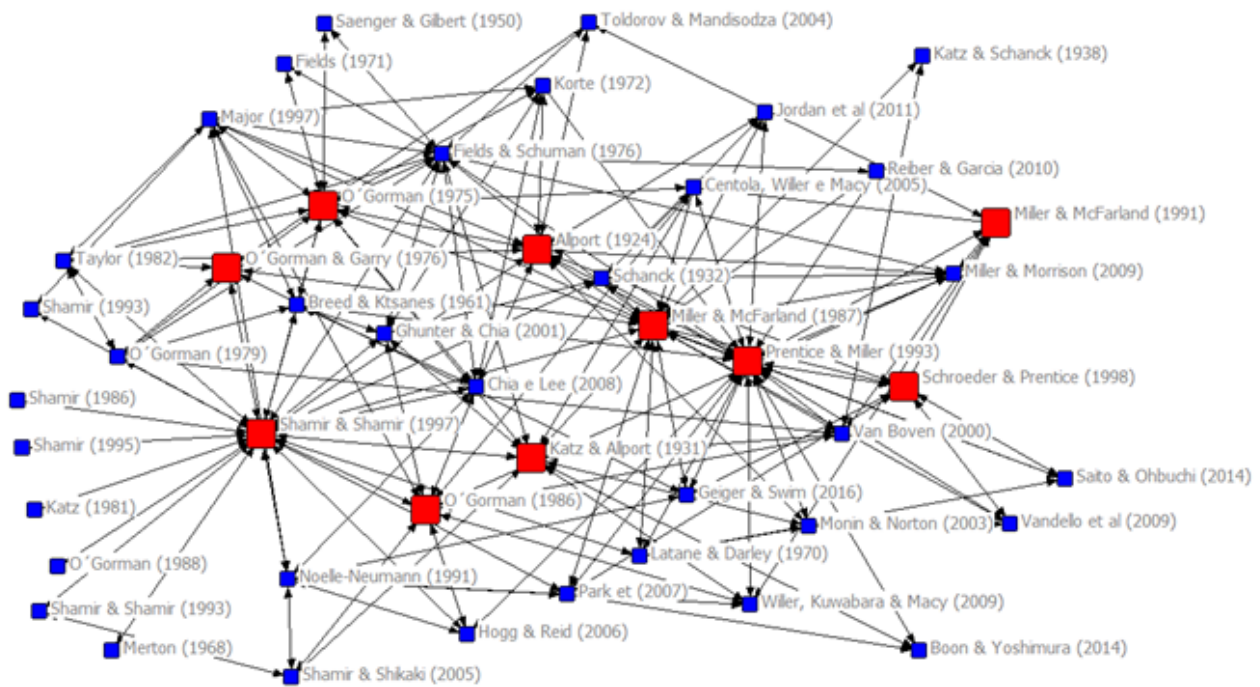 Saenger & Gilbert (1950)
Toldorov & Mandisodza (2004)
Fields (1971)
Katz & Schanck (1938)
Korte (1972)
Major (1997)
Jordan et al (2011)
Fields & Schuman (1976)
Reiber & Garcia (2010)
Centola, Willer e Macy (2005)
O´Gorman (1975)
Miller & McFarland (1991)
Allport (1924)
Taylor (1982)
O´Gorman & Garry (1976)
Schanck (1932)
Miller & Morrison (2009)
Shamir (1993)
Breed & Ktsanes (1961)
Miller & McFarland (1987)
Ghunter & Chia (2001)
O´Gorman (1979)
Prentice & Miller (1993)
Schroeder & Prentice (1998)
Chia e Lee (2008)
Shamir (1986)
Shamir & Shamir (1997)
Van Boven (2000)
Shamir (1995)
Katz & Allport (1931)
Saito & Ohbuchi (2014)
Geiger & Swim (2016)
O´Gorman (1986)
Katz (1981)
Monin & Norton (2003)
Vandello et al (2009)
Latane & Darley (1970)
O´Gorman (1988)
Noelle-Neumann (1991)
Park et (2007)
Willer, Kuwabara & Macy (2009)
Shamir & Shamir (1993)
Hogg & Reid (2006)
Merton (1968)
Boon & Yoshimura (2014)
Shamir & Shikaki (2005)